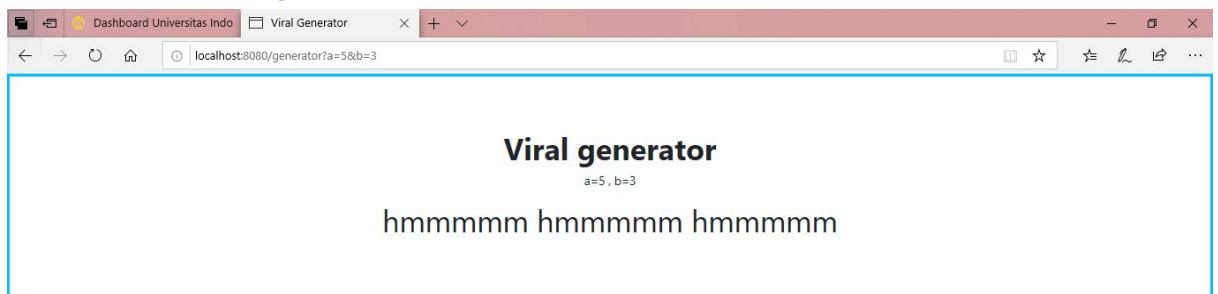 Dashboard Universitas Indo Viral Generator
localhost:8080/generator?a=5&b=3
Viral generator
a=5 , b=3
hmmmmm hmmmmm hmmmmm